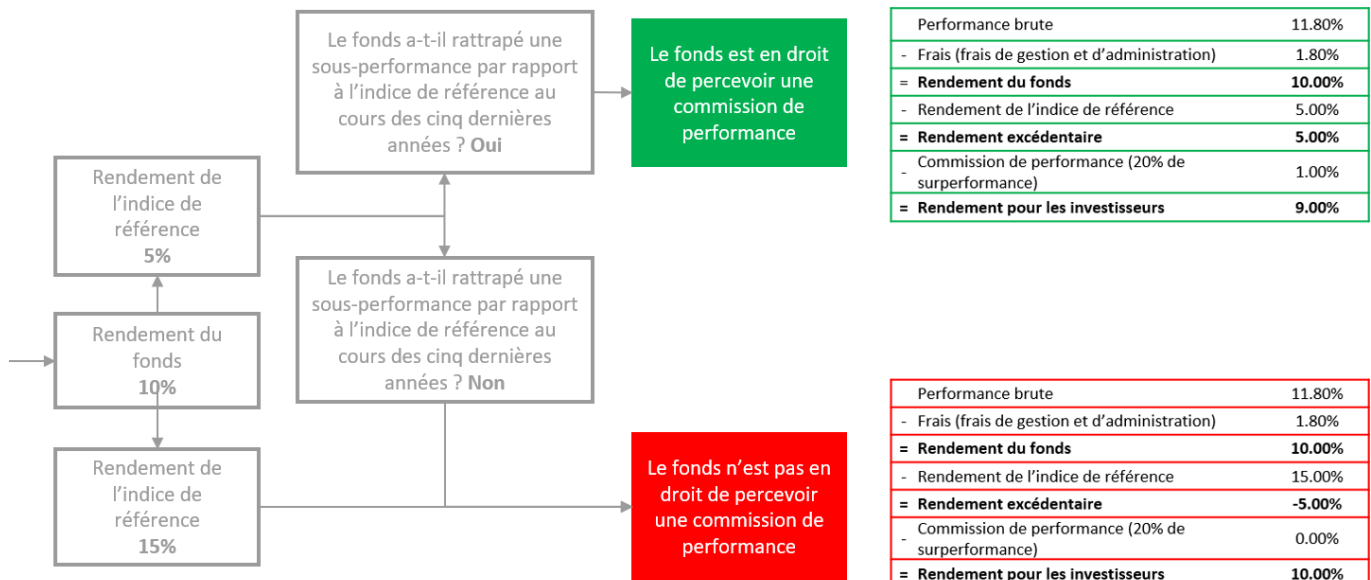 Le fonds a-t-il rattrapé une
sous-performance par rapport
à l'indice de référence au
cours des cinq dernières
années ? Oui
Le fonds est en droit
de percevoir une
commission de
performance
Rendement de
l'indice de
référence
5%
Rendement du
fonds
10%
Rendement de
l'indice de
référence
15%
Le fonds a-t-il rattrapé une
sous-performance par rapport
à l'indice de référence au
cours des cinq dernières
années ? Non
Le fonds n'est pas en
droit de percevoir
une commission de
performance
Performance brute 11.80%
- Frais (frais de gestion et d'administration) 1.80%
= Rendement du fonds 10.00%
- Rendement de l'indice de référence 5.00%
= Rendement excédentaire 5.00%
- Commission de performance (20% de
surperformance) 1.00%
= Rendement pour les investisseurs 9.00%
Performance brute 11.80%
- Frais (frais de gestion et d'administration) 1.80%
= Rendement du fonds 10.00%
- Rendement de l'indice de référence 15.00%
= Rendement excédentaire -5.00%
- Commission de performance (20% de
surperformance) 0.00%
= Rendement pour les investisseurs 10.00%